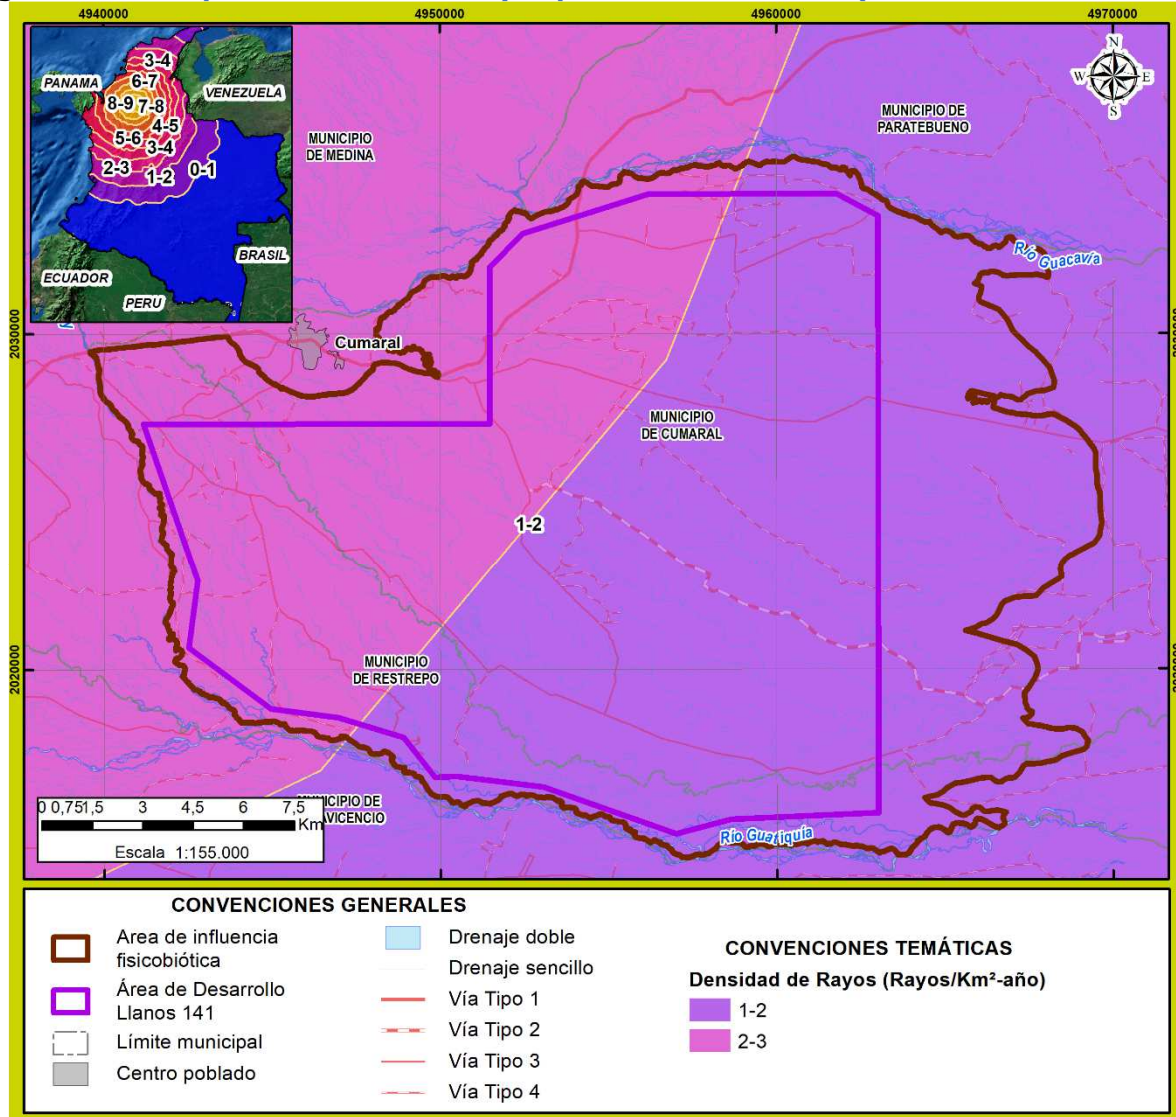 4940000
4950000
4960000
4970000
PANAMA
VENEZUELA
ECUADOR
PERU
BRASIL
3-4
6-7
8-9
7-8
4-5
5-6
3-4
2-3
1-2
0-1
N
W
E
S
MUNICIPIO
DE MEDINA
MUNICIPIO DE
PARATEBUENO
Río Guacavía
2030000
Cumaral
MUNICIPIO
DE CUMARAL
1-2
MUNICIPIO
DE RESTREPO
2020000
2020000
MUNICIPIO DE
Río Guatiquía
0 0,75 1,5 3 4,5 6 7,5
Km
Escala 1:155.000
CONVENCIONES GENERALES
Area de influencia
fisicobiótica
Área de Desarrollo
Llanos 141
Límite municipal
Centro poblado
Drenaje doble
Drenaje sencillo
Vía Tipo 1
Vía Tipo 2
Vía Tipo 3
Vía Tipo 4
CONVENCIONES TEMÁTICAS
Densidad de Rayos (Rayos/Km²-año)
1-2
2-3